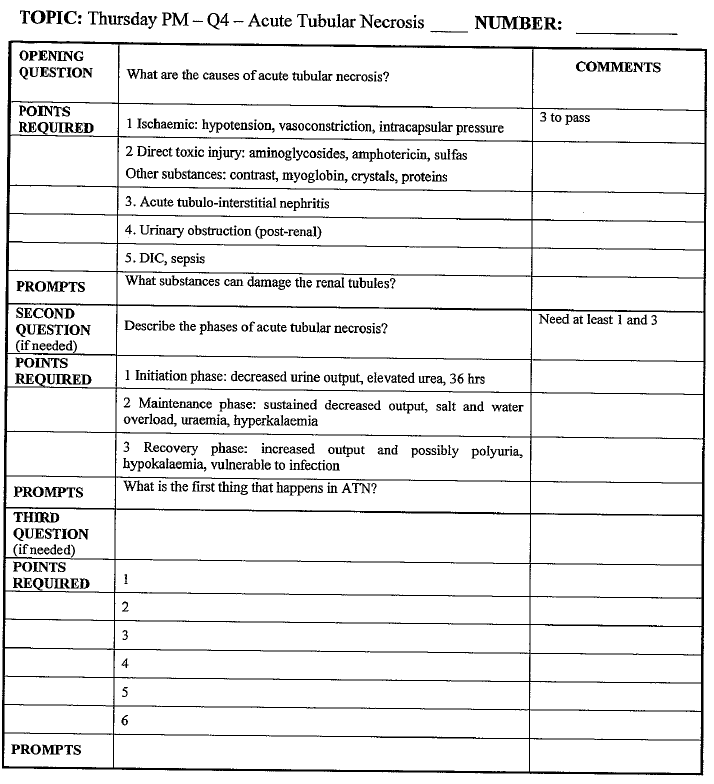 TOPIC: Thursday PM – Q4 – Acute Tubular Necrosis ____ NUMBER: ____________
OPENING QUESTION
What are the causes of acute tubular necrosis?
COMMENTS
POINTS REQUIRED
1 Ischaemic: hypotension, vasoconstriction, intracapsular pressure
3 to pass
2 Direct toxic injury: aminoglycosides, amphotericin, sulfas
Other substances: contrast, myoglobin, crystals, proteins
3. Acute tubulo-interstitial nephritis
4. Urinary obstruction (post-renal)
5. DIC, sepsis
PROMPTS
What substances can damage the renal tubules?
SECOND
QUESTION
(if needed)
Describe the phases of acute tubular necrosis?
Need at least 1 and 3
POINTS
REQUIRED
1 Initiation phase: decreased urine output, elevated urea, 36 hrs
2 Maintenance phase: sustained decreased output, salt and water
overload, uraemia, hyperkalaemia
3 Recovery phase: increased output and possibly polyuria,
hypokalaemia, vulnerable to infection
PROMPTS
What is the first thing that happens in ATN?
THIRD
QUESTION
(if needed)
POINTS
REQUIRED
1
2
3
4
5
6
PROMPTS